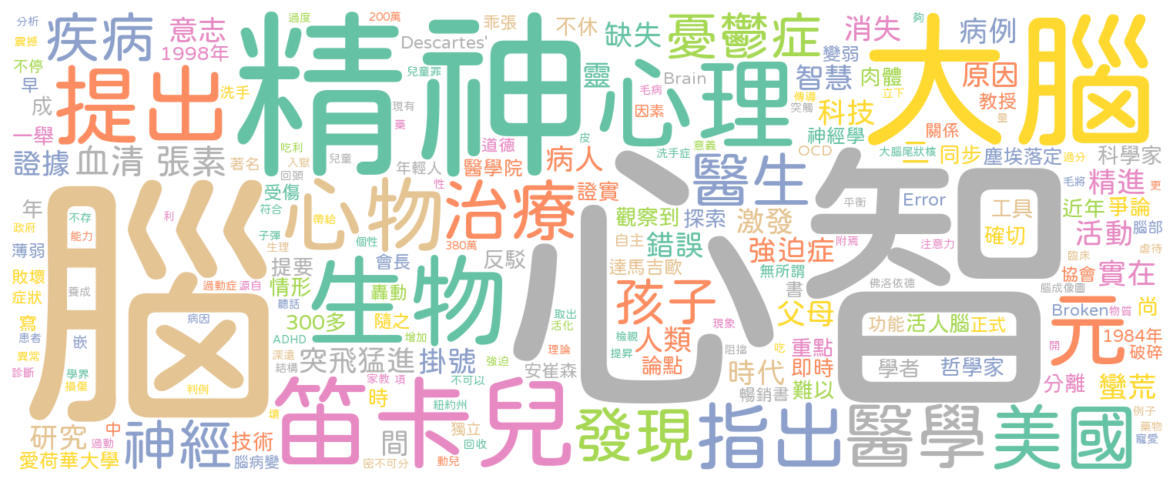 分析
過度
200萬
乖張
不休
缺失
憂鬱症
消失
病例
夠
大腦
震撼
疾病
意志
1998年
精神
Descartes'
兒童罪
靈
心理
變弱
智慧
肉體
原因
不停
早
成
洗手
提出
毛病
Brain
因素
傳導
突觸
立下
教授
科技
量
一舉
現有
藥
道德
神經學
關係
證據
血清
張素
著名
吃利
入獄
回頭
兒童
年輕人
醫學院
病人
皮
洗手症
意義
OCD
大腦尾狀核
同步
過分
塵埃落定
科學家
醫生
性
年
受傷
心物
治療
證實
觀察到
探索
激發
平衡
Error
毛將
精進
更
近年
爭論
工具
政府
不存
能力
利
符合
子彈
生理
帶給
個性
380萬
自主
錯誤
強迫症
附焉
注意力
確切
活動
腦部
薄弱
提要
會長
反駁
達馬吉歐
無所謂
書
臨床
虐待
敗壞
養成
過動症
源自
情形
轟動
生物
心智
佛洛依德
協會
實在
腦成像圖
症狀
腦
聽話
孩子
父母
現象
寫
嵌
病因
300多
隨之
取出
活化
檢視
人類
功能
活人腦
正式
元
Broken
物質
尚
患者
ADHD
增加
理論
提昇
論點
阻擋
吃
重點
1984年
異常
診斷
學界
損傷
深遠
結構
突飛猛進
掛號
強迫
安崔森
時代
即時
學者
哲學家
開
破碎
判例
家教
項
不可以
暢銷書
難以
分離
蠻荒
壞
時
研究
中
過動
神經
技術
笛卡兒
間
紐約州
獨立
回收
發現
指出
醫學
美國
例子
藥物
寵愛
愛荷華大學
腦病變
密不可分
動兒